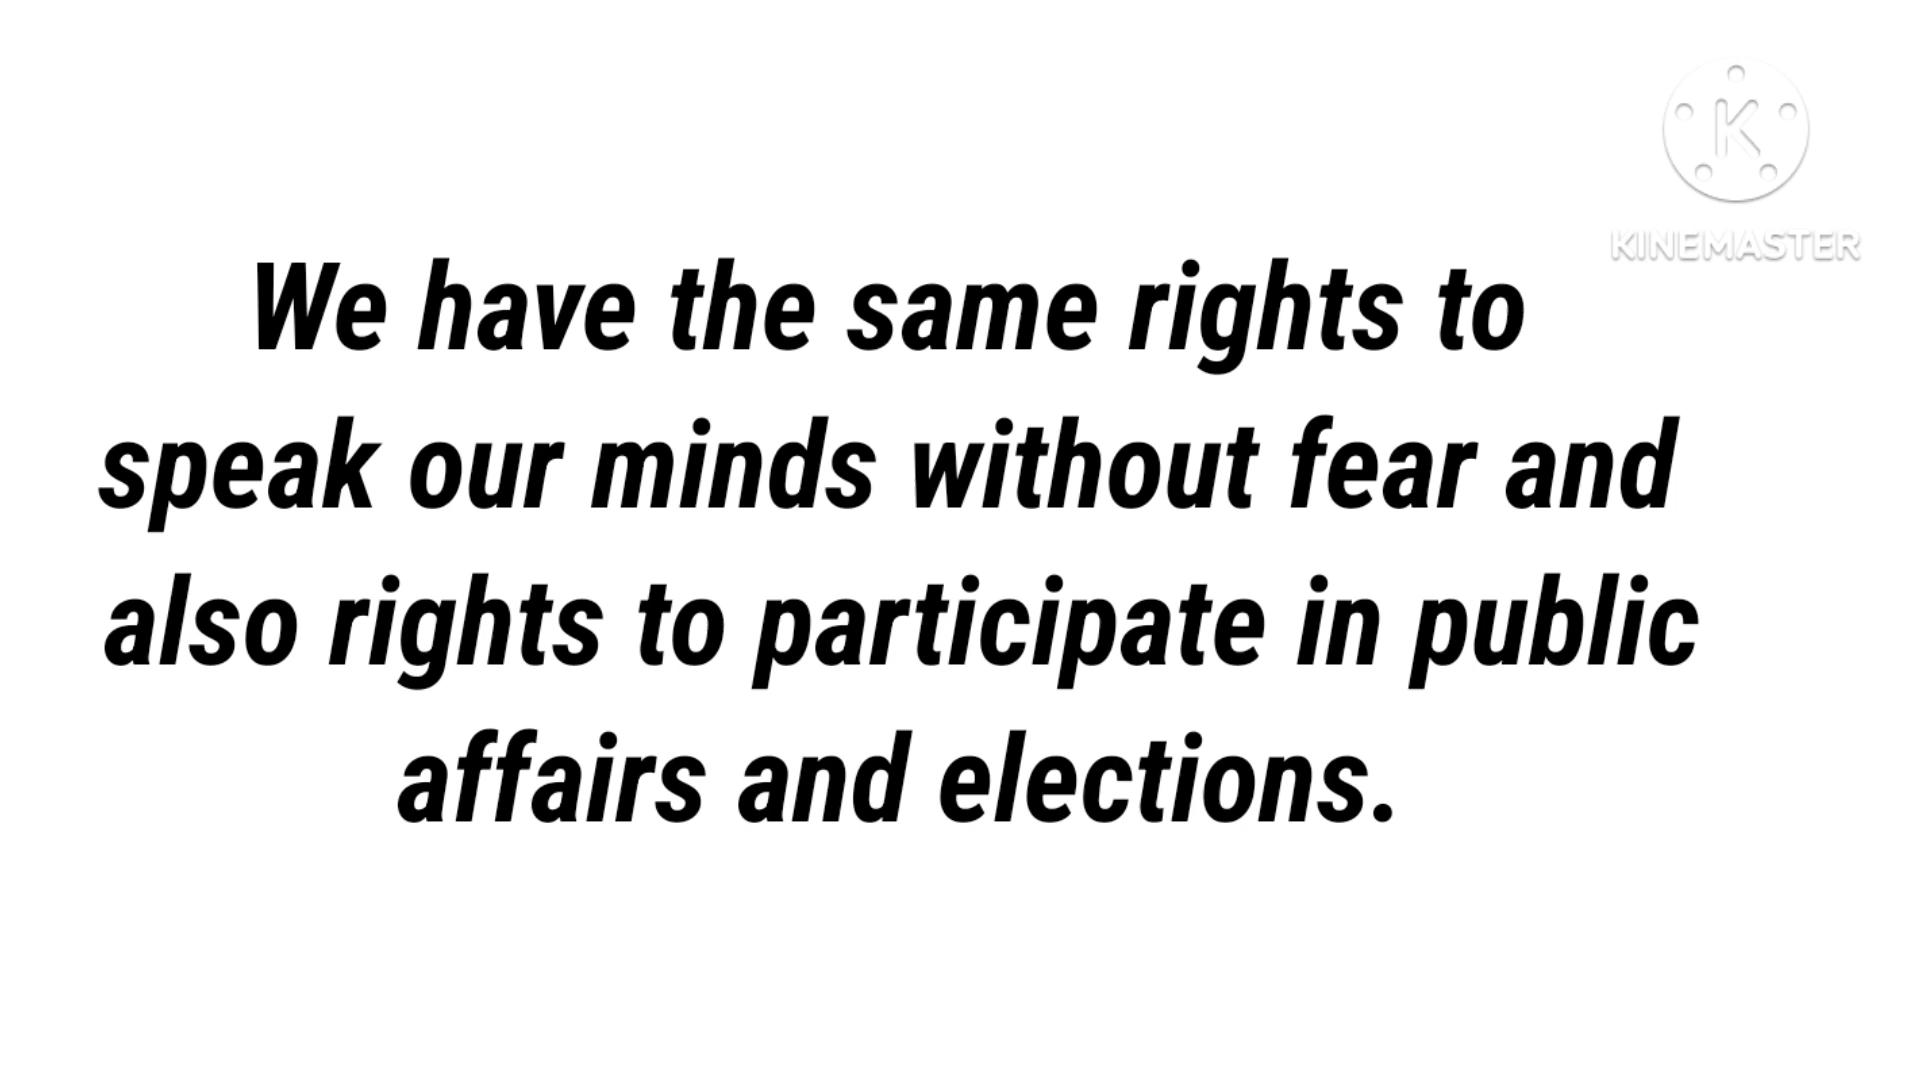 K
KINEMASTER
We have the same rights to
speak our minds without fear and
also rights to participate in public
affairs and elections.